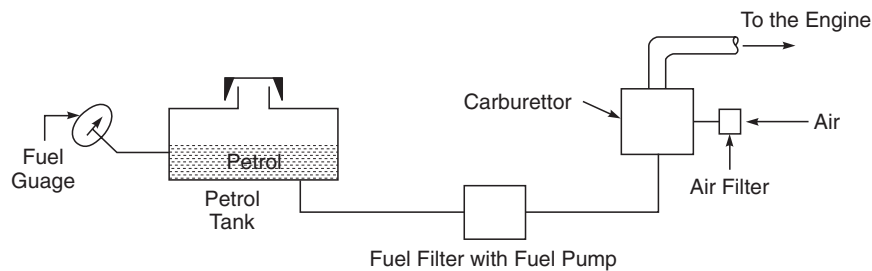 To the Engine
Carburettor
Air
Fuel
Guage
Petrol
Petrol
Tank
Air Filter
Fuel Filter with Fuel Pump